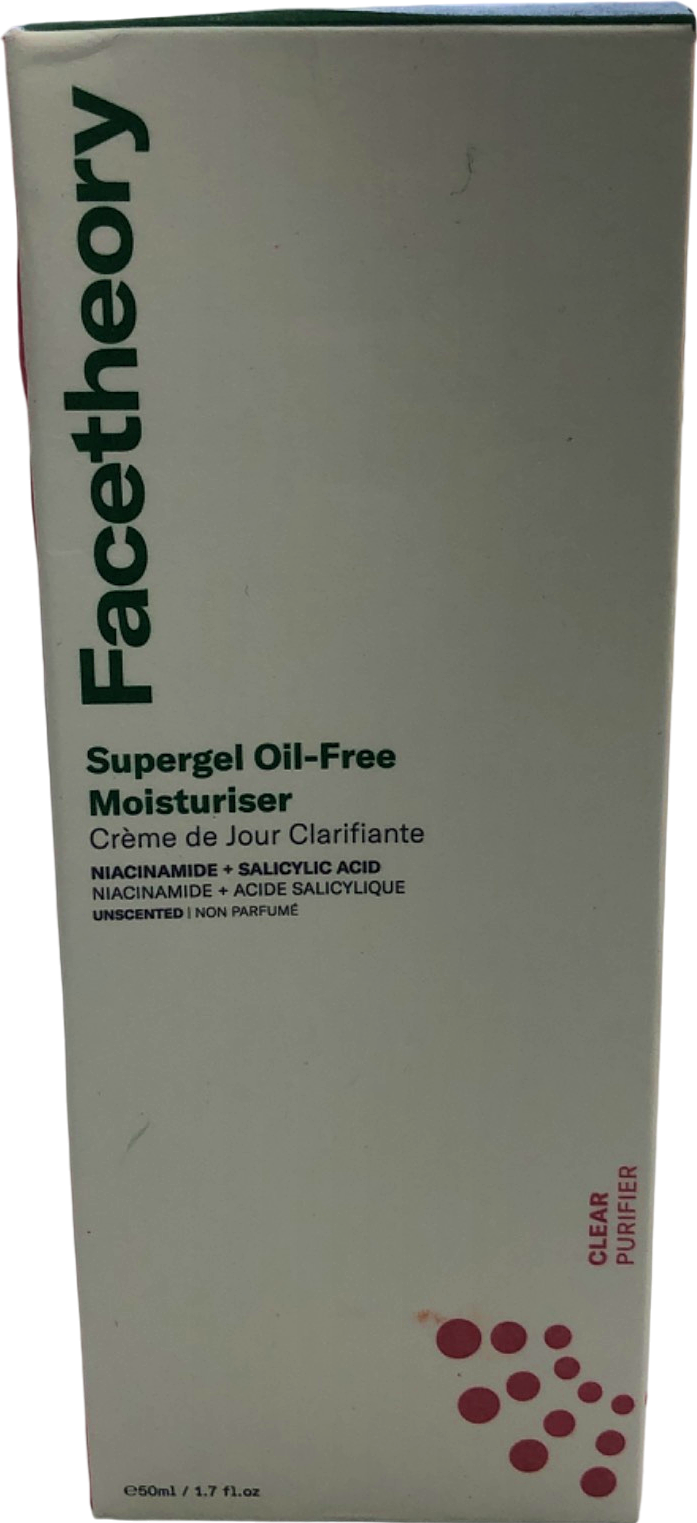 Facetheory
Supergel Oil-Free
Moisturiser
Crème de Jour Clarifiante
NIACINAMIDE + SALICYLIC ACID
NIACINAMIDE + ACIDE SALICYLIQUE
UNSCENTED | NON PARFUMÉ
CLEAR
PURIFIER
℮50ml / 1.7 fl.oz